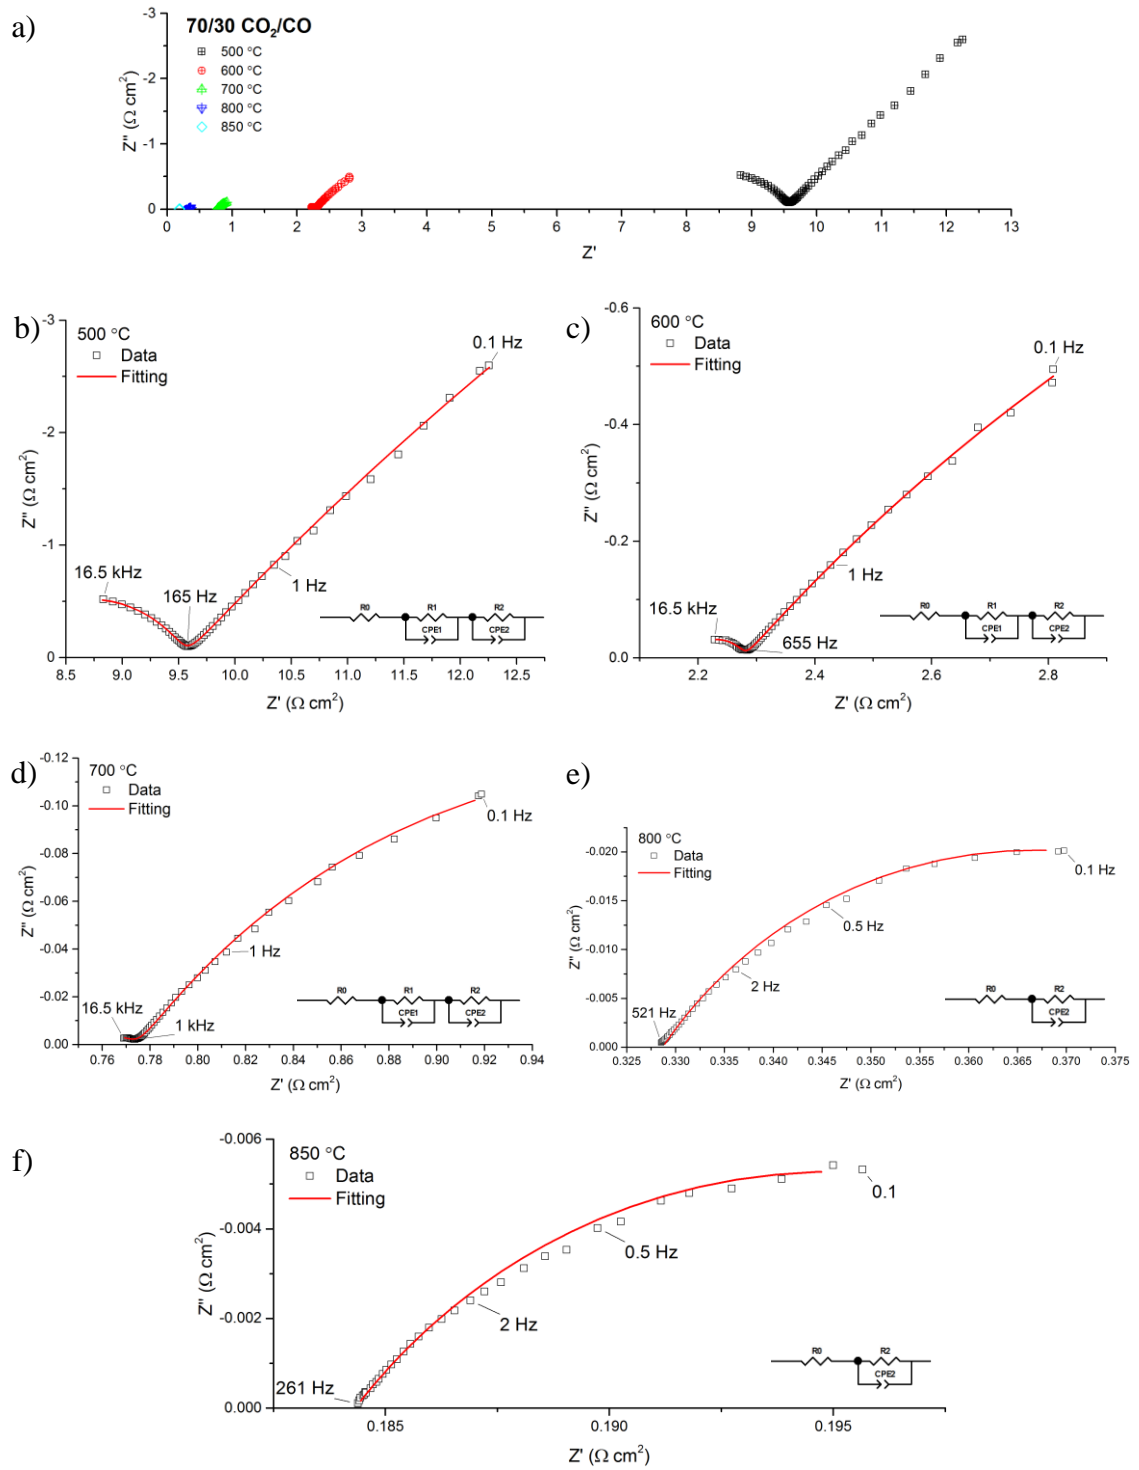 a)
70/30 CO₂/CO
500 °C
600 °C
700 °C
800 °C
850 °C
Z" (Ω cm²)
-3
-2
-1
0
0 1 2 3 4 5 6 7 8 9 10 11 12 13
Z'
b)
500 °C
Data
Fitting
0.1 Hz
16.5 kHz
165 Hz
1 Hz
R0 R1 R2
CPE1 CPE2
Z" (Ω cm²)
-3
-2
-1
0
8.5 9.0 9.5 10.0 10.5 11.0 11.5 12.0 12.5
Z' (Ω cm²)
c)
600 °C
Data
Fitting
0.1 Hz
1 Hz
16.5 kHz
655 Hz
R0 R1 R2
CPE1 CPE2
Z" (Ω cm²)
-0.6
-0.4
-0.2
0.0
2.2 2.4 2.6 2.8
Z' (Ω cm²)
d)
700 °C
Data
Fitting
0.1 Hz
1 Hz
16.5 kHz
1 kHz
R0 R1 R2
CPE1 CPE2
Z" (Ω cm²)
-0.12
-0.10
-0.08
-0.06
-0.04
-0.02
0.00
0.76 0.78 0.80 0.82 0.84 0.86 0.88 0.90 0.92 0.94
Z' (Ω cm²)
e)
800 °C
Data
Fitting
0.1 Hz
0.5 Hz
2 Hz
521 Hz
R0 R2
CPE2
Z" (Ω cm²)
-0.020
-0.015
-0.010
-0.005
0.000
0.325 0.330 0.335 0.340 0.345 0.350 0.355 0.360 0.365 0.370 0.375
Z' (Ω cm²)
f)
850 °C
Data
Fitting
0.1
0.5 Hz
2 Hz
261 Hz
R0 R2
CPE2
Z" (Ω cm²)
-0.006
-0.004
-0.002
0.000
0.185 0.190 0.195
Z' (Ω cm²)